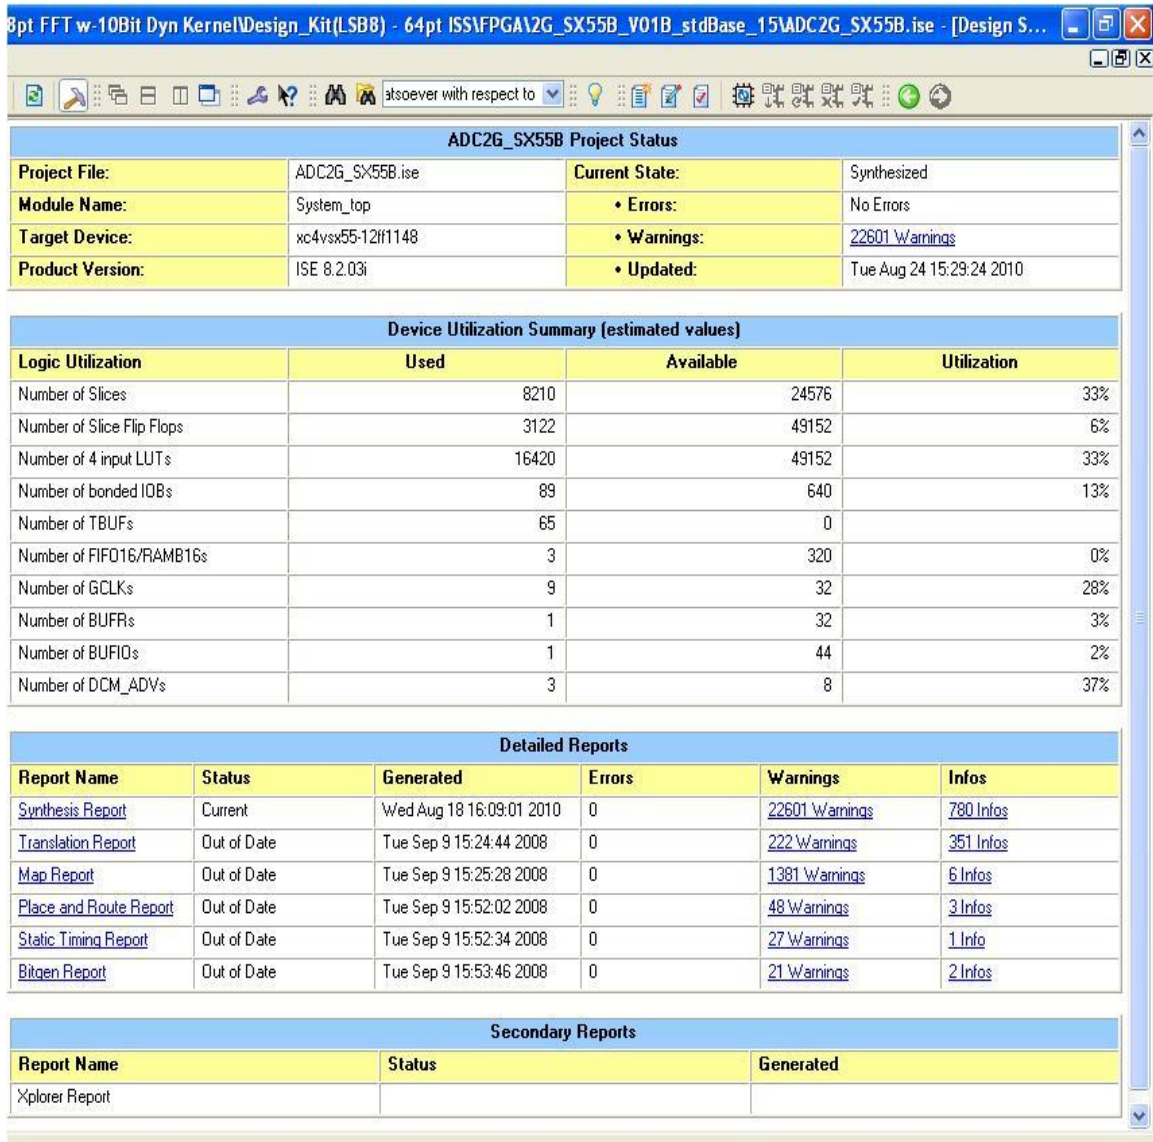 8pt FFT w-10Bit Dyn Kernel\Design_Kit(LSB8) - 64pt ISS\FPGA\2G_SX55B_V01B_stdBase_15\ADC2G_SX55B.ise - [Design S...
atsoever with respect to
ADC2G_SX55B Project Status
Project File: ADC2G_SX55B.ise Current State: Synthesized
Module Name: System_top • Errors: No Errors
Target Device: xc4vsx55-12ff1148 • Warnings: 22601 Warnings
Product Version: ISE 8.2.03i • Updated: Tue Aug 24 15:29:24 2010
Device Utilization Summary (estimated values)
Logic Utilization Used Available Utilization
Number of Slices 8210 24576 33%
Number of Slice Flip Flops 3122 49152 6%
Number of 4 input LUTs 16420 49152 33%
Number of bonded IOBs 89 640 13%
Number of TBUFs 65 0
Number of FIFO16/RAMB16s 3 320 0%
Number of GCLKs 9 32 28%
Number of BUFRs 1 32 3%
Number of BUFIOs 1 44 2%
Number of DCM_ADVs 3 8 37%
Detailed Reports
Report Name Status Generated Errors Warnings Infos
Synthesis Report Current Wed Aug 18 16:09:01 2010 0 22601 Warnings 780 Infos
Translation Report Out of Date Tue Sep 9 15:24:44 2008 0 222 Warnings 351 Infos
Map Report Out of Date Tue Sep 9 15:25:28 2008 0 1381 Warnings 6 Infos
Place and Route Report Out of Date Tue Sep 9 15:52:02 2008 0 48 Warnings 3 Infos
Static Timing Report Out of Date Tue Sep 9 15:52:34 2008 0 27 Warnings 1 Info
Bitgen Report Out of Date Tue Sep 9 15:53:46 2008 0 21 Warnings 2 Infos
Secondary Reports
Report Name Status Generated
Xplorer Report